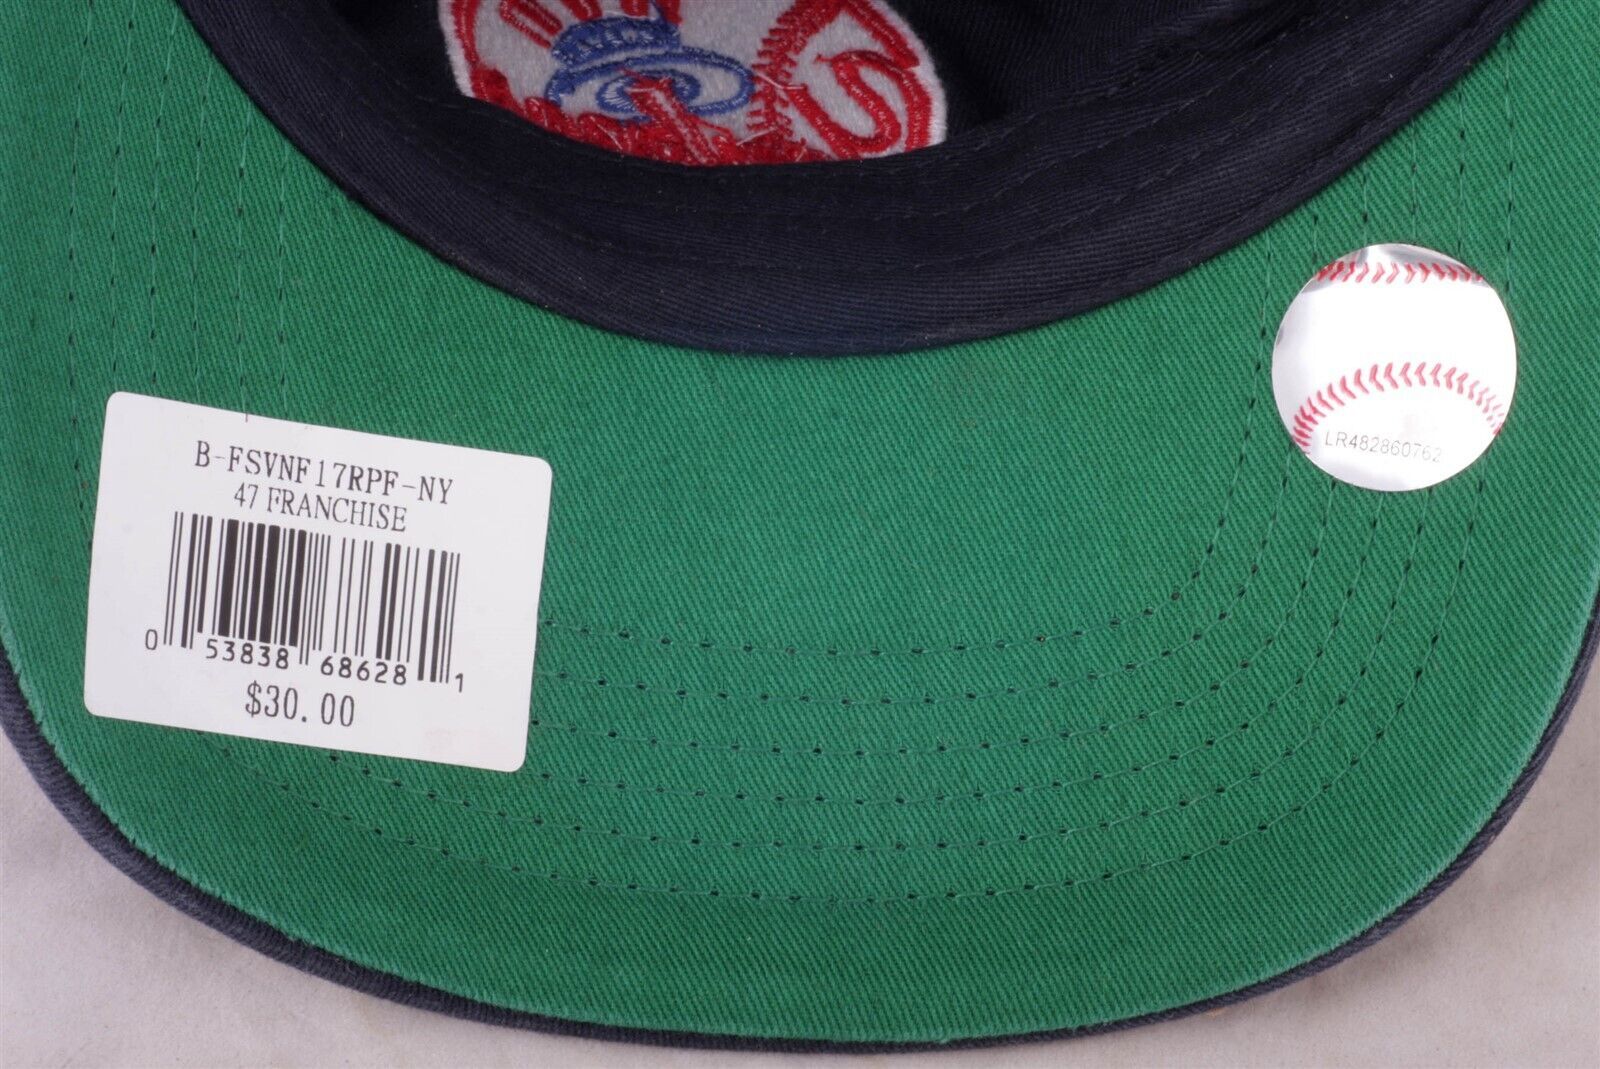 B-FSVNF17RPF-NY
47 FRANCHISE
0 53838 68628 1
$30.00
LR482860762